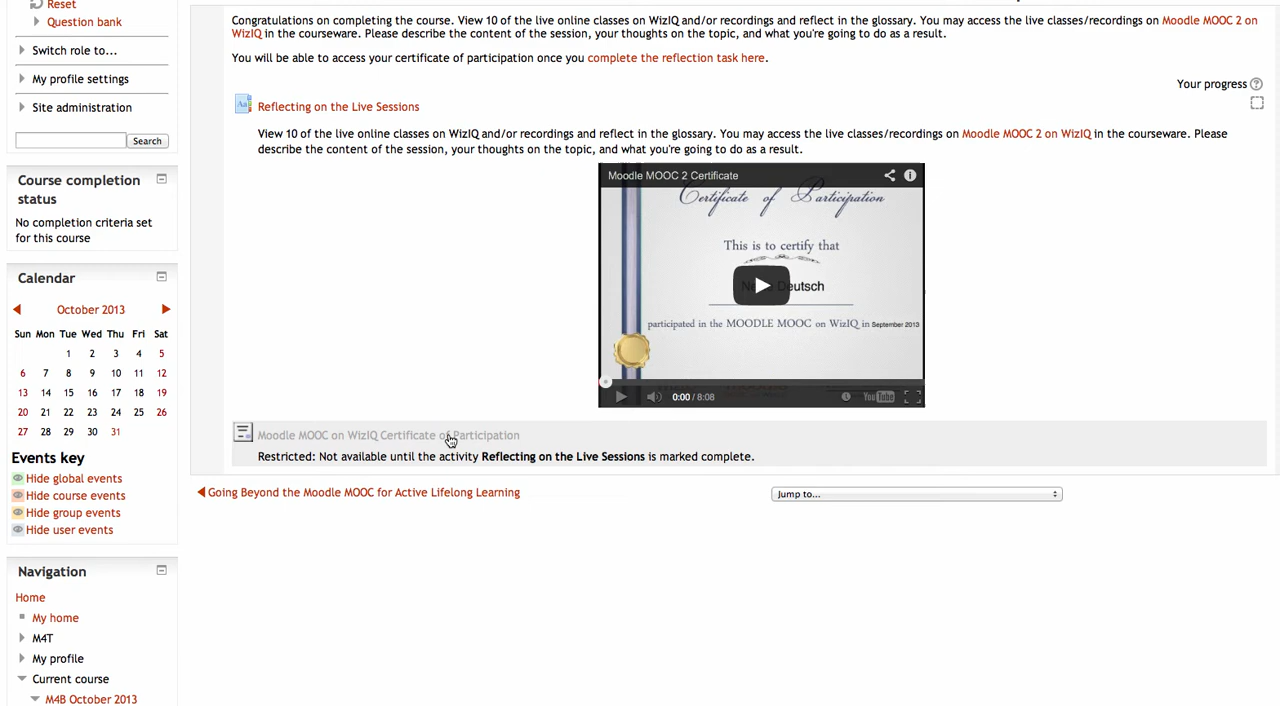 Reset
Question bank
Switch role to...
My profile settings
Site administration
Search
Course completion
status
No completion criteria set
for this course
Calendar
October 2013
Sun Mon Tue Wed Thu Fri Sat
1 2 3 4 5
6 7 8 9 10 11 12
13 14 15 16 17 18 19
20 21 22 23 24 25 26
27 28 29 30 31
Events key
Hide global events
Hide course events
Hide group events
Hide user events
Navigation
Home
My home
M4T
My profile
Current course
M4B October 2013
Congratulations on completing the course. View 10 of the live online classes on WizIQ and/or recordings and reflect in the glossary. You may access the live classes/recordings on Moodle MOOC 2 on
WizIQ in the courseware. Please describe the content of the session, your thoughts on the topic, and what you're going to do as a result.
You will be able to access your certificate of participation once you complete the reflection task here.
Your progress
Reflecting on the Live Sessions
View 10 of the live online classes on WizIQ and/or recordings and reflect in the glossary. You may access the live classes/recordings on Moodle MOOC 2 on WizIQ in the courseware. Please
describe the content of the session, your thoughts on the topic, and what you're going to do as a result.
Moodle MOOC 2 Certificate
Certificate of Participation
This is to certify that
Deutsch
participated in the MOODLE MOOC on WizIQ in September 2013
0:00 / 8:08
YouTube
Moodle MOOC on WizIQ Certificate of Participation
Restricted: Not available until the activity Reflecting on the Live Sessions is marked complete.
Going Beyond the Moodle MOOC for Active Lifelong Learning
Jump to...